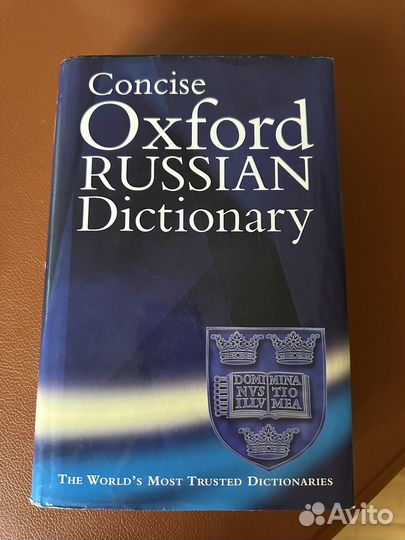 Concise
Oxford
RUSSIAN
Dictionary
DOMI MINA
NVS TIO
ILLV MEA
THE WORLD'S MOST TRUSTED DICTIONARIES
Avito